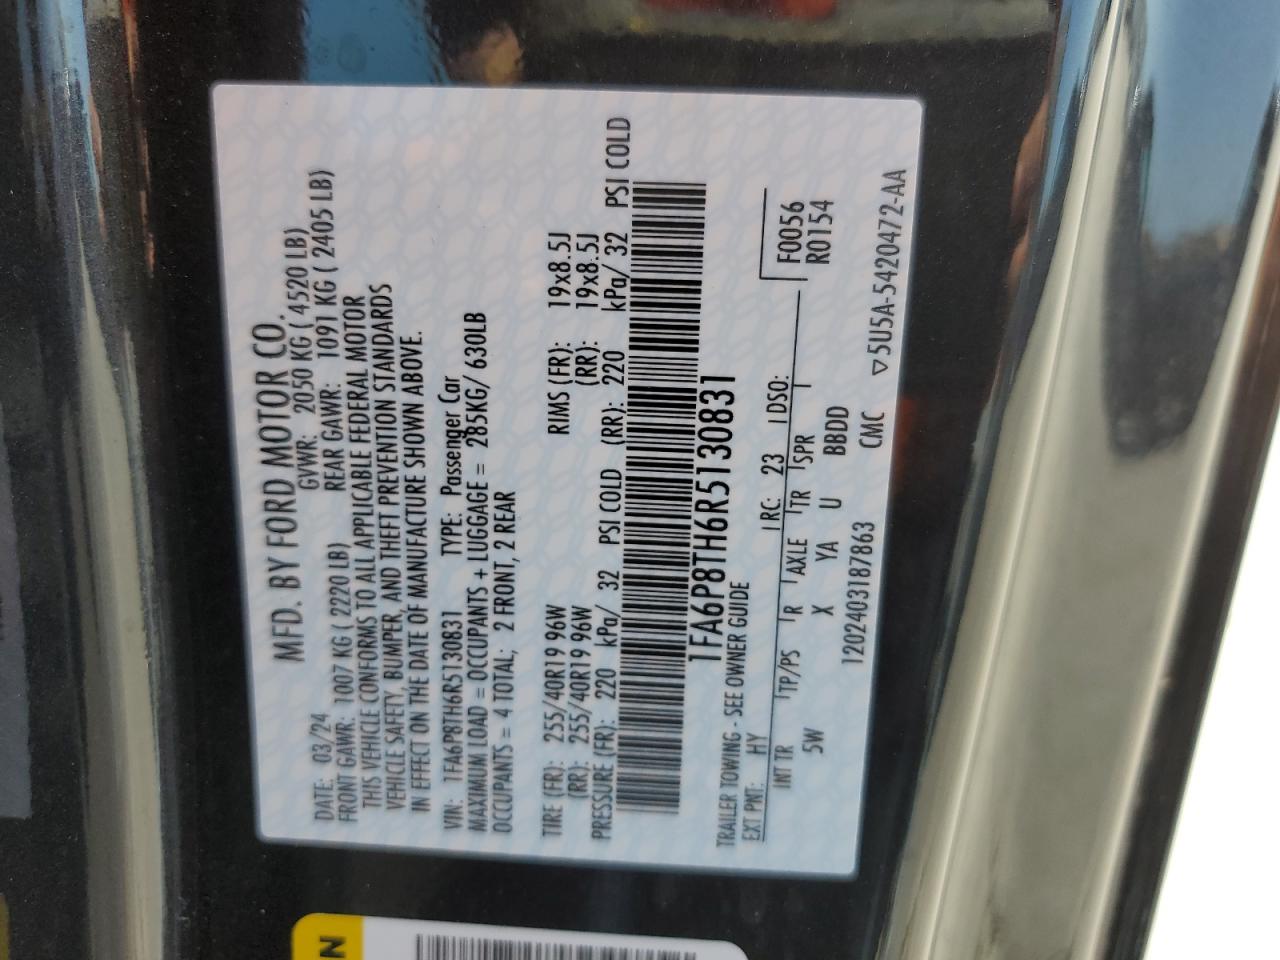 MFD. BY FORD MOTOR CO.
DATE: 03/24 GVWR: 2050 KG ( 4520 LB)
FRONT GAWR: 1007 KG ( 2220 LB) REAR GAWR: 1091 KG ( 2405 LB)
THIS VEHICLE CONFORMS TO ALL APPLICABLE FEDERAL MOTOR
VEHICLE SAFETY, BUMPER, AND THEFT PREVENTION STANDARDS
IN EFFECT ON THE DATE OF MANUFACTURE SHOWN ABOVE.
VIN: 1FA6P8TH6R5130831 TYPE: Passenger Car
MAXIMUM LOAD = OCCUPANTS + LUGGAGE = 285KG/ 630LB
OCCUPANTS = 4 TOTAL; 2 FRONT, 2 REAR
TIRE (FR): 255/40R19 96W RIMS (FR): 19x8.5J
(RR): 255/40R19 96W (RR): 19x8.5J
PRESSURE (FR): 220 kPa/ 32 PSI COLD (RR): 220 kPa/ 32 PSI COLD
1FA6P8TH6R5130831
TRAILER TOWING - SEE OWNER GUIDE
EXT PNT: HY RC: 23 DSO: F0056
INT TR TP/PS R AXLE TR SPR R0154
5W X YA U BBDD
1202403187863 CMC ▽5U5A-5420472-AA
N